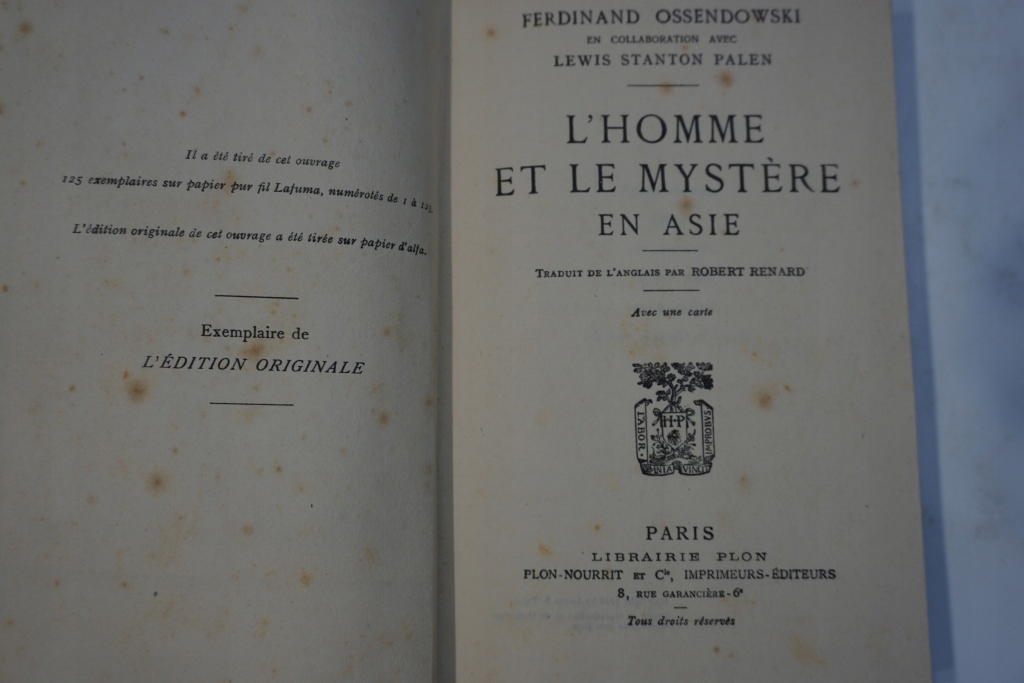 Il a été tiré de cet ouvrage
125 exemplaires sur papier pur fil Lafuma, numérotés de 1 à 125.
L'édition originale de cet ouvrage a été tirée sur papier d'alfa.
Exemplaire de
L'ÉDITION ORIGINALE
FERDINAND OSSENDOWSKI
EN COLLABORATION AVEC
LEWIS STANTON PALEN
L'HOMME
ET LE MYSTÈRE
EN ASIE
TRADUIT DE L'ANGLAIS PAR ROBERT RENARD
Avec une carte
H·P
LABOR
OMNIA VINCIT
IMPROBVS
PARIS
LIBRAIRIE PLON
PLON-NOURRIT ET Cie, IMPRIMEURS-ÉDITEURS
8, RUE GARANCIÈRE - 6e
Tous droits réservés